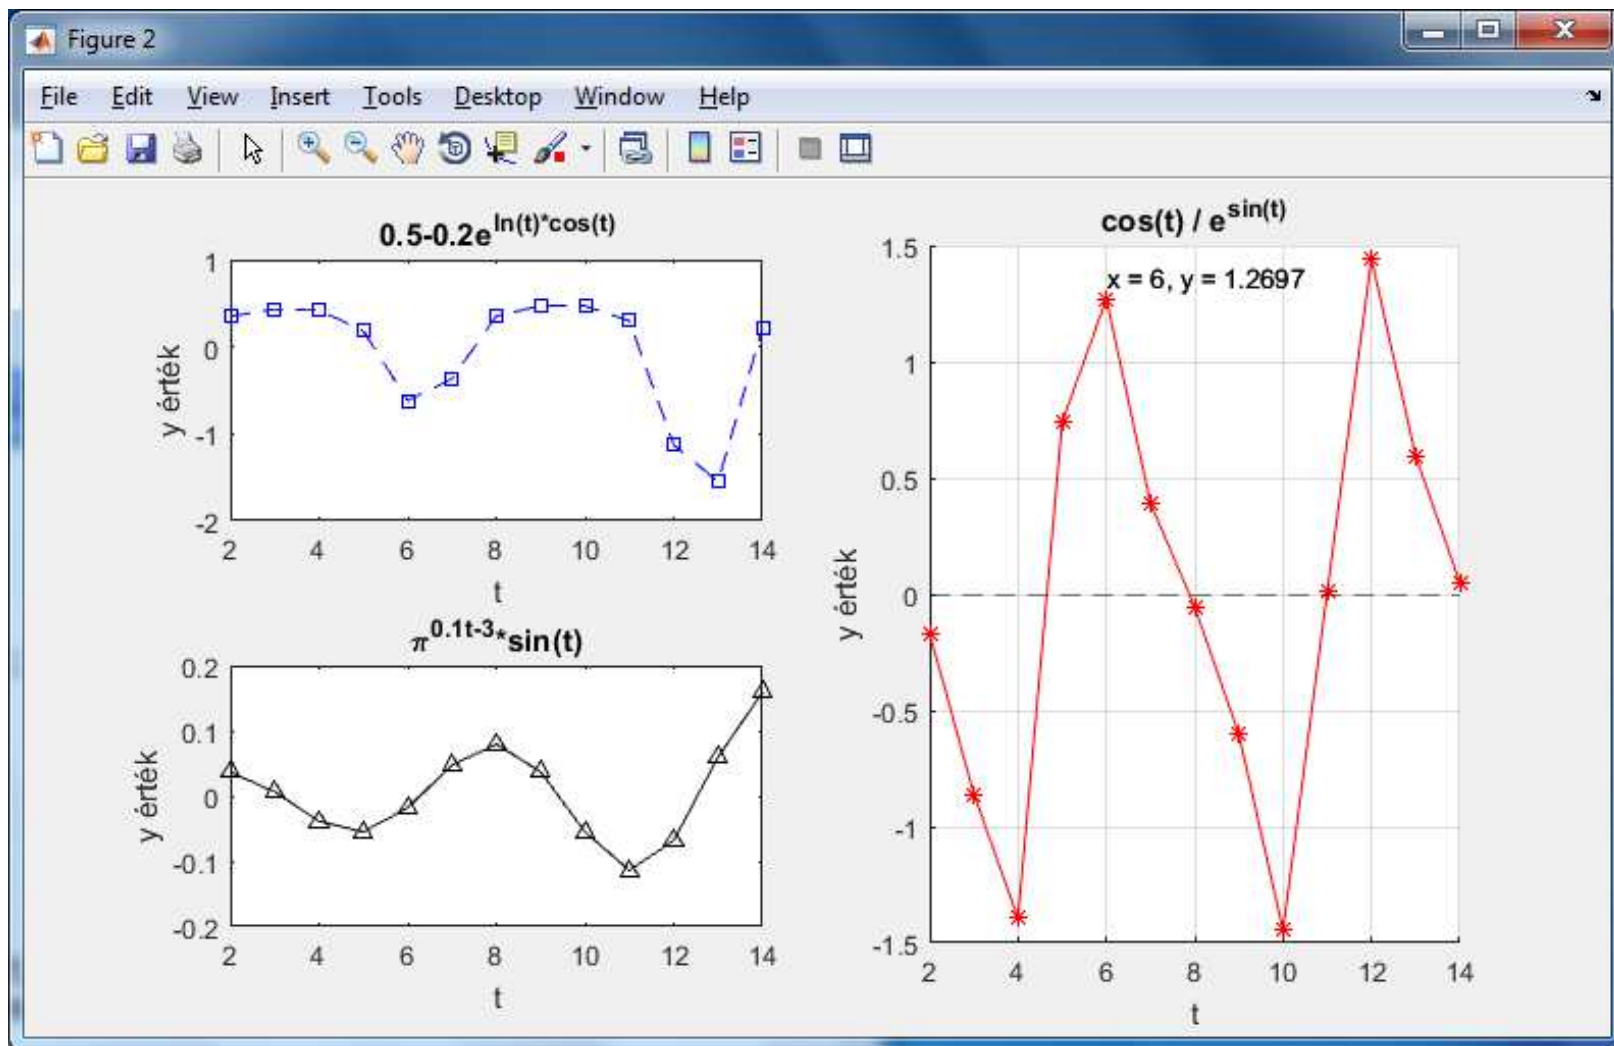 Figure 2
File Edit View Insert Tools Desktop Window Help
0.5-0.2e^ln(t)*cos(t)
1
0
-1
-2
y érték
2 4 6 8 10 12 14
t
π^0.1t-3*sin(t)
0.2
0.1
0
-0.1
-0.2
y érték
2 4 6 8 10 12 14
t
cos(t) / e^sin(t)
x = 6, y = 1.2697
1.5
1
0.5
0
-0.5
-1
-1.5
y érték
2 4 6 8 10 12 14
t